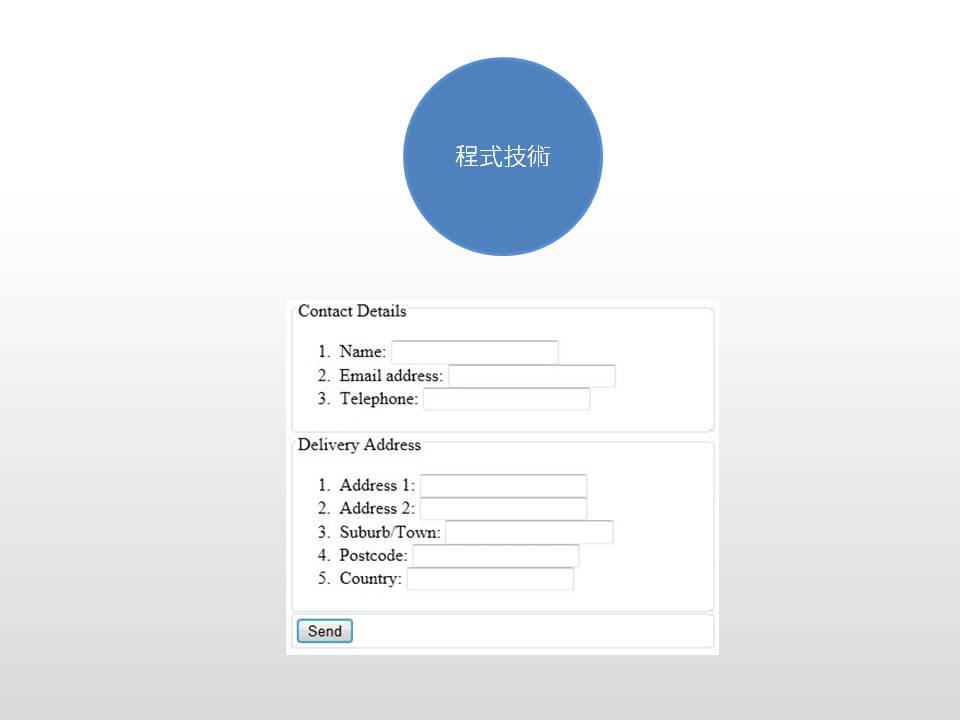 程式技術
Contact Details
1. Name:
2. Email address:
3. Telephone:
Delivery Address
1. Address 1:
2. Address 2:
3. Suburb/Town:
4. Postcode:
5. Country:
Send